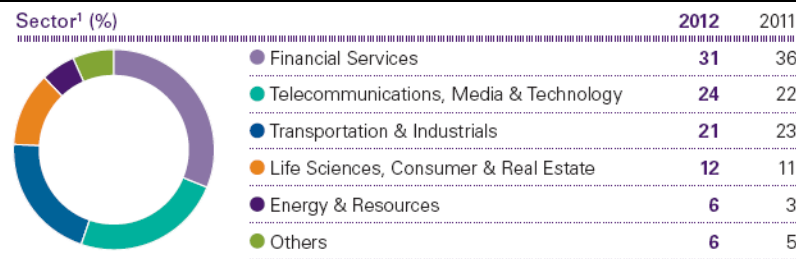 Sector¹ (%) 2012 2011
Financial Services 31 36
Telecommunications, Media & Technology 24 22
Transportation & Industrials 21 23
Life Sciences, Consumer & Real Estate 12 11
Energy & Resources 6 3
Others 6 5